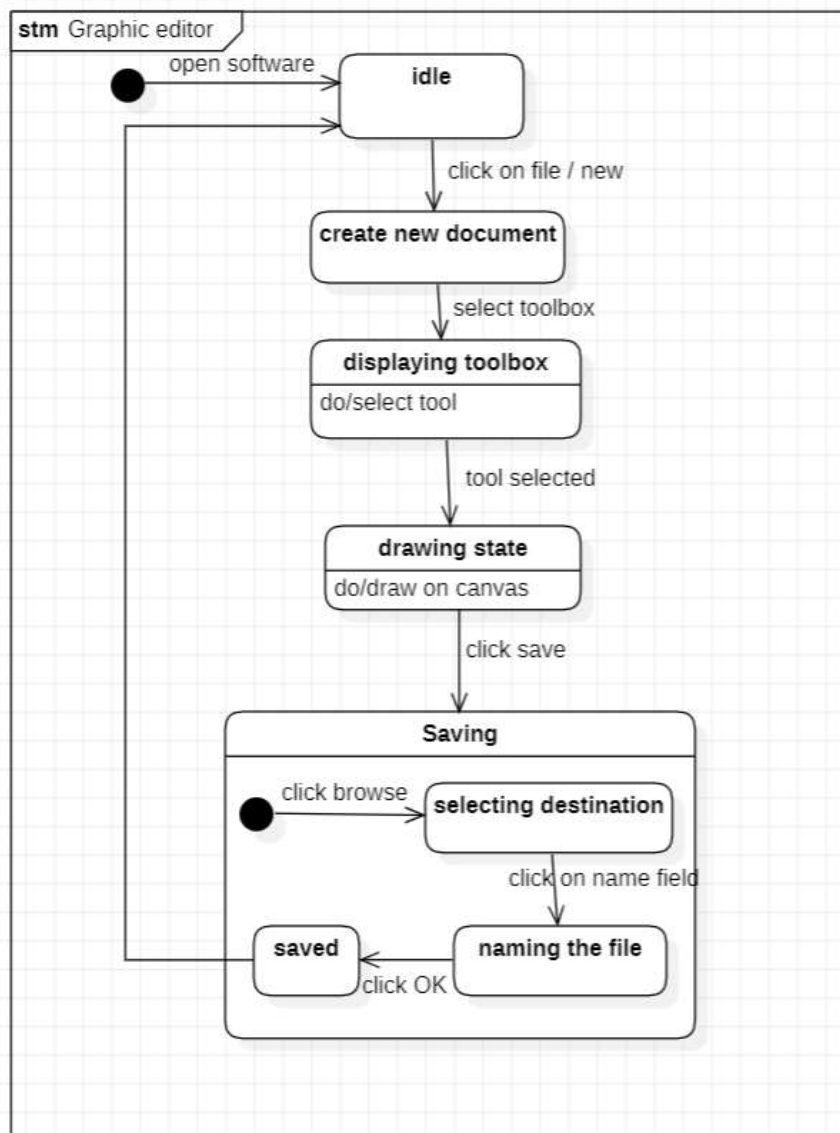 stm Graphic editor
open software
idle
click on file / new
create new document
select toolbox
displaying toolbox
do/select tool
tool selected
drawing state
do/draw on canvas
click save
Saving
click browse
selecting destination
click on name field
saved
naming the file
click OK